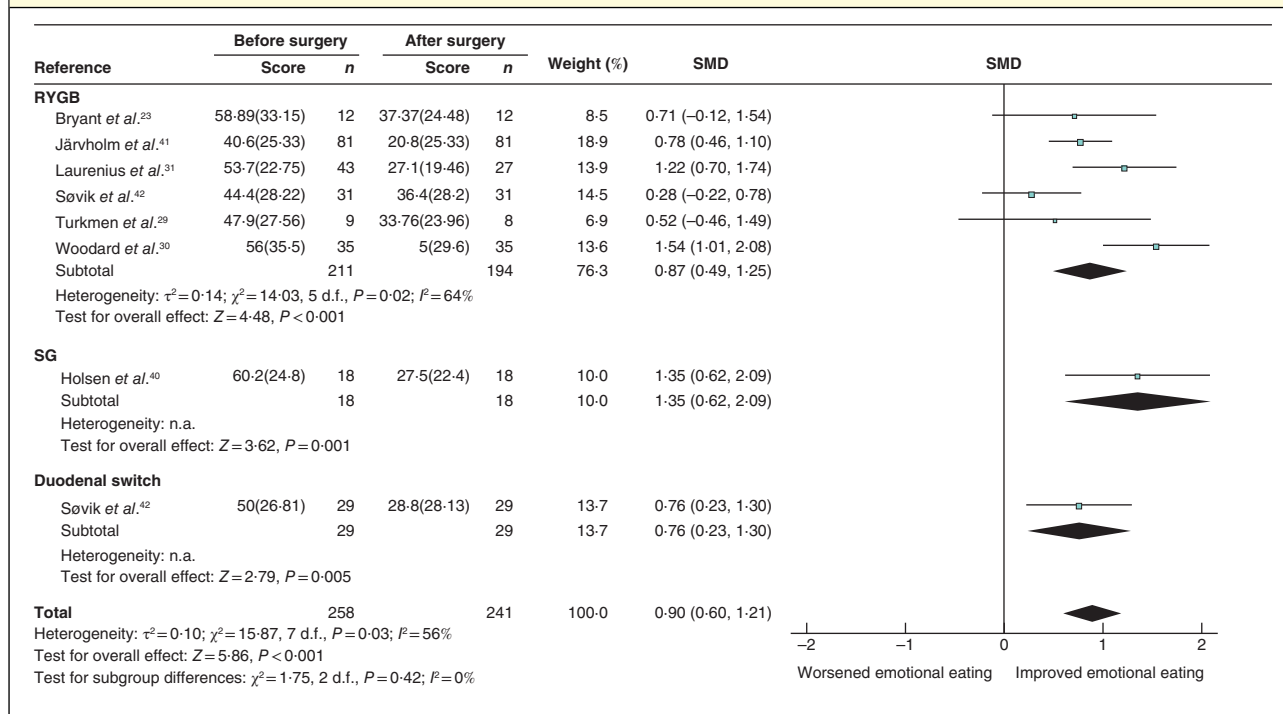 Before surgery After surgery
Reference Score n Score n Weight (%) SMD SMD
RYGB
Bryant et al.²³ 58·89(33·15) 12 37·37(24·48) 12 8·5 0·71 (–0·12, 1·54)
Järvholm et al.⁴¹ 40·6(25·33) 81 20·8(25·33) 81 18·9 0·78 (0·46, 1·10)
Laurenius et al.³¹ 53·7(22·75) 43 27·1(19·46) 27 13·9 1·22 (0·70, 1·74)
Søvik et al.⁴² 44·4(28·22) 31 36·4(28·2) 31 14·5 0·28 (–0·22, 0·78)
Turkmen et al.²⁹ 47·9(27·56) 9 33·76(23·96) 8 6·9 0·52 (–0·46, 1·49)
Woodard et al.³⁰ 56(35·5) 35 5(29·6) 35 13·6 1·54 (1·01, 2·08)
Subtotal 211 194 76·3 0·87 (0·49, 1·25)
Heterogeneity: τ²=0·14; χ²=14·03, 5 d.f., P=0·02; I²=64%
Test for overall effect: Z=4·48, P<0·001
SG
Holsen et al.⁴⁰ 60·2(24·8) 18 27·5(22·4) 18 10·0 1·35 (0·62, 2·09)
Subtotal 18 18 10·0 1·35 (0·62, 2·09)
Heterogeneity: n.a.
Test for overall effect: Z=3·62, P=0·001
Duodenal switch
Søvik et al.⁴² 50(26·81) 29 28·8(28·13) 29 13·7 0·76 (0·23, 1·30)
Subtotal 29 29 13·7 0·76 (0·23, 1·30)
Heterogeneity: n.a.
Test for overall effect: Z=2·79, P=0·005
Total 258 241 100·0 0·90 (0·60, 1·21)
Heterogeneity: τ²=0·10; χ²=15·87, 7 d.f., P=0·03; I²=56%
Test for overall effect: Z=5·86, P<0·001
Test for subgroup differences: χ²=1·75, 2 d.f., P=0·42; I²=0%
–2 –1 0 1 2
Worsened emotional eating Improved emotional eating